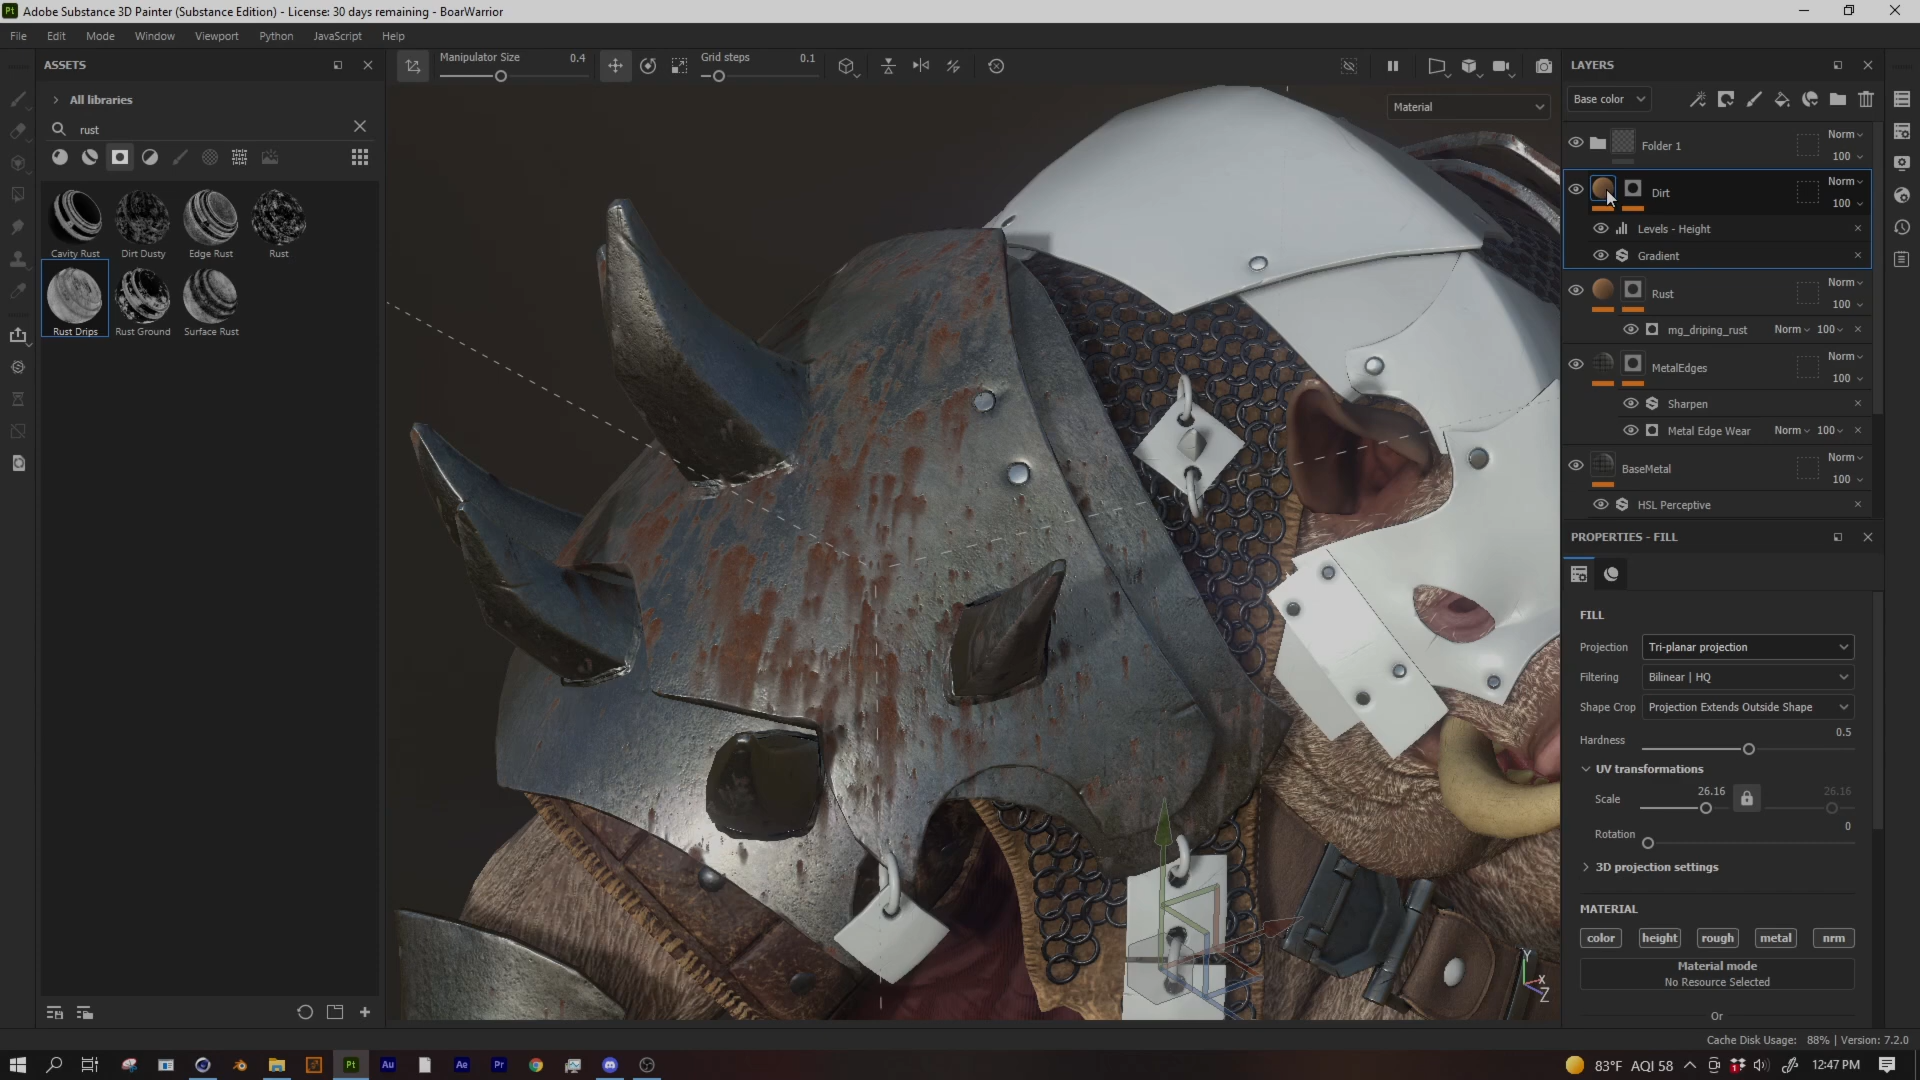 Pt Adobe Substance 3D Painter (Substance Edition) - License: 30 days remaining - BoarWarrior
File Edit Mode Window Viewport Python JavaScript Help
ASSETS
All libraries
rust
Cavity Rust Dirt Dusty Edge Rust Rust
Rust Drips Rust Ground Surface Rust
Manipulator Size 0.4
Grid steps 0.1
Material
Y
X
Z
LAYERS
Base color
Folder 1 Norm 100
Dirt Norm 100
Levels - Height
Gradient
Rust Norm 100
mg_driping_rust Norm 100
MetalEdges Norm 100
Sharpen
Metal Edge Wear Norm 100
BaseMetal Norm 100
HSL Perceptive
PROPERTIES - FILL
FILL
Projection Tri-planar projection
Filtering Bilinear | HQ
Shape Crop Projection Extends Outside Shape
Hardness 0.5
UV transformations
Scale 26.16 26.16
Rotation 0
3D projection settings
MATERIAL
color height rough metal nrm
Material mode
No Resource Selected
Or
Cache Disk Usage: 88% | Version: 7.2.0
Pt Au Ae Pr 83°F AQI 58 12:47 PM